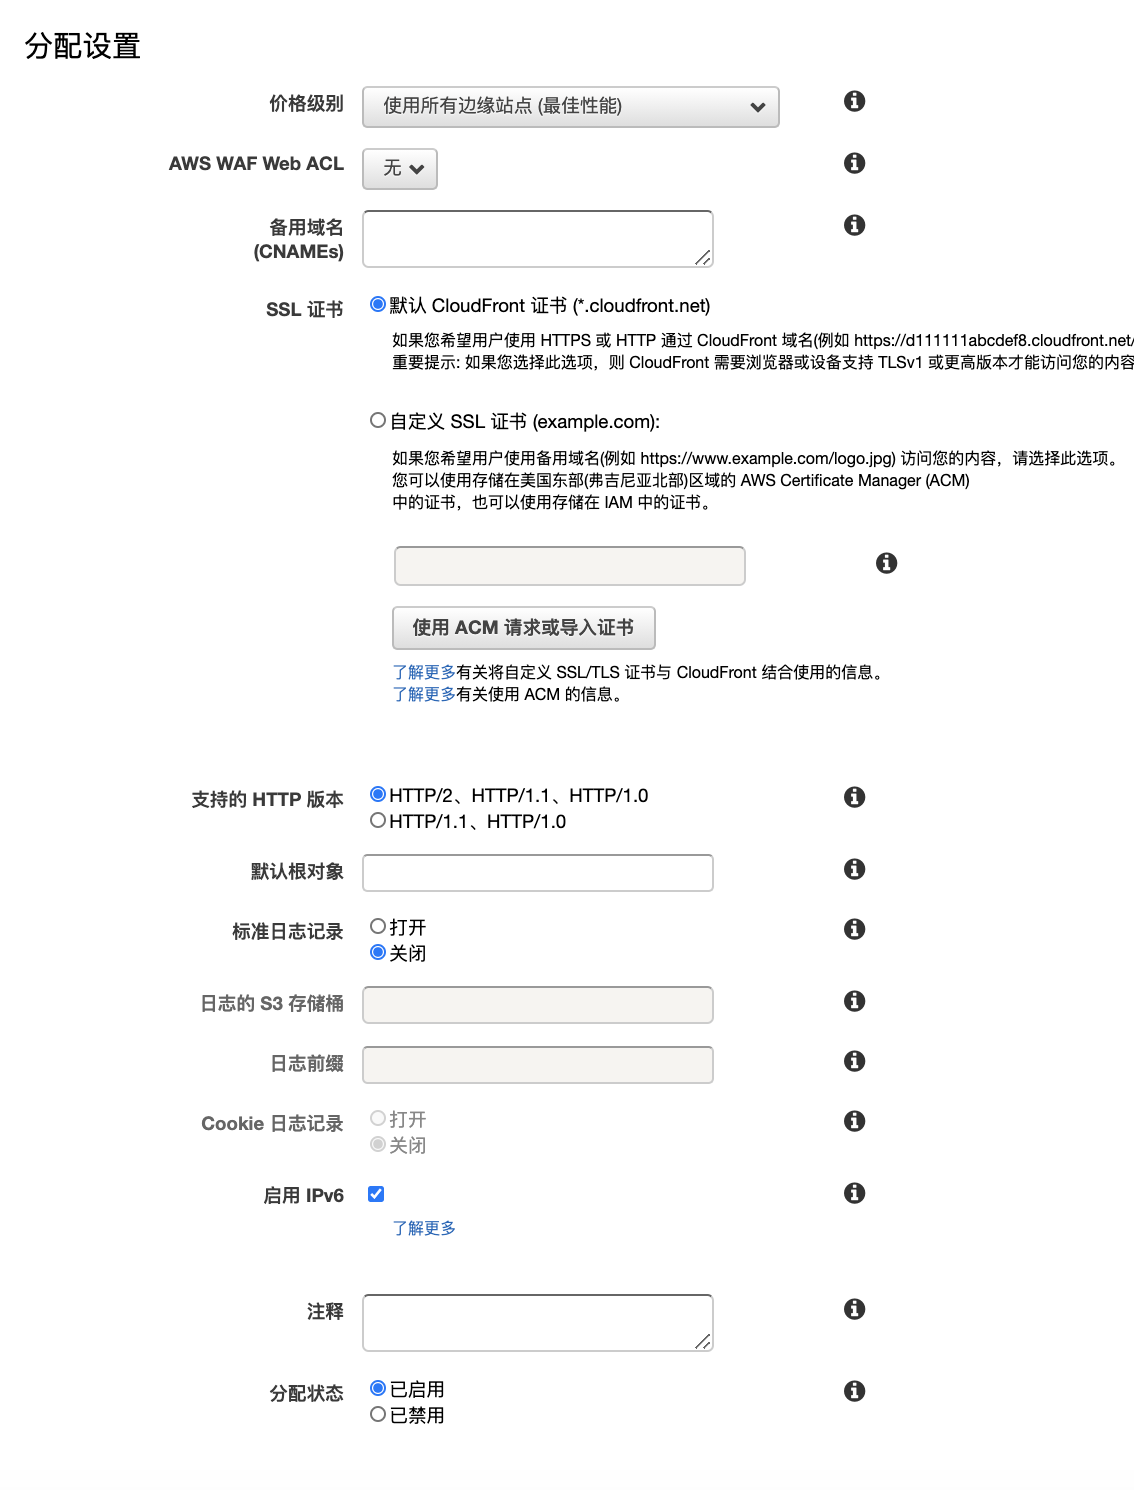 分配设置
价格级别
使用所有边缘站点 (最佳性能)
AWS WAF Web ACL
无
备用域名
(CNAMEs)
SSL 证书
默认 CloudFront 证书 (*.cloudfront.net)
如果您希望用户使用 HTTPS 或 HTTP 通过 CloudFront 域名(例如 https://d111111abcdef8.cloudfront.net/
重要提示: 如果您选择此选项，则 CloudFront 需要浏览器或设备支持 TLSv1 或更高版本才能访问您的内容
自定义 SSL 证书 (example.com):
如果您希望用户使用备用域名(例如 https://www.example.com/logo.jpg) 访问您的内容，请选择此选项。
您可以使用存储在美国东部(弗吉尼亚北部)区域的 AWS Certificate Manager (ACM)
中的证书，也可以使用存储在 IAM 中的证书。
使用 ACM 请求或导入证书
了解更多有关将自定义 SSL/TLS 证书与 CloudFront 结合使用的信息。
了解更多有关使用 ACM 的信息。
支持的 HTTP 版本
HTTP/2、HTTP/1.1、HTTP/1.0
HTTP/1.1、HTTP/1.0
默认根对象
标准日志记录
打开
关闭
日志的 S3 存储桶
日志前缀
Cookie 日志记录
打开
关闭
启用 IPv6
了解更多
注释
分配状态
已启用
已禁用